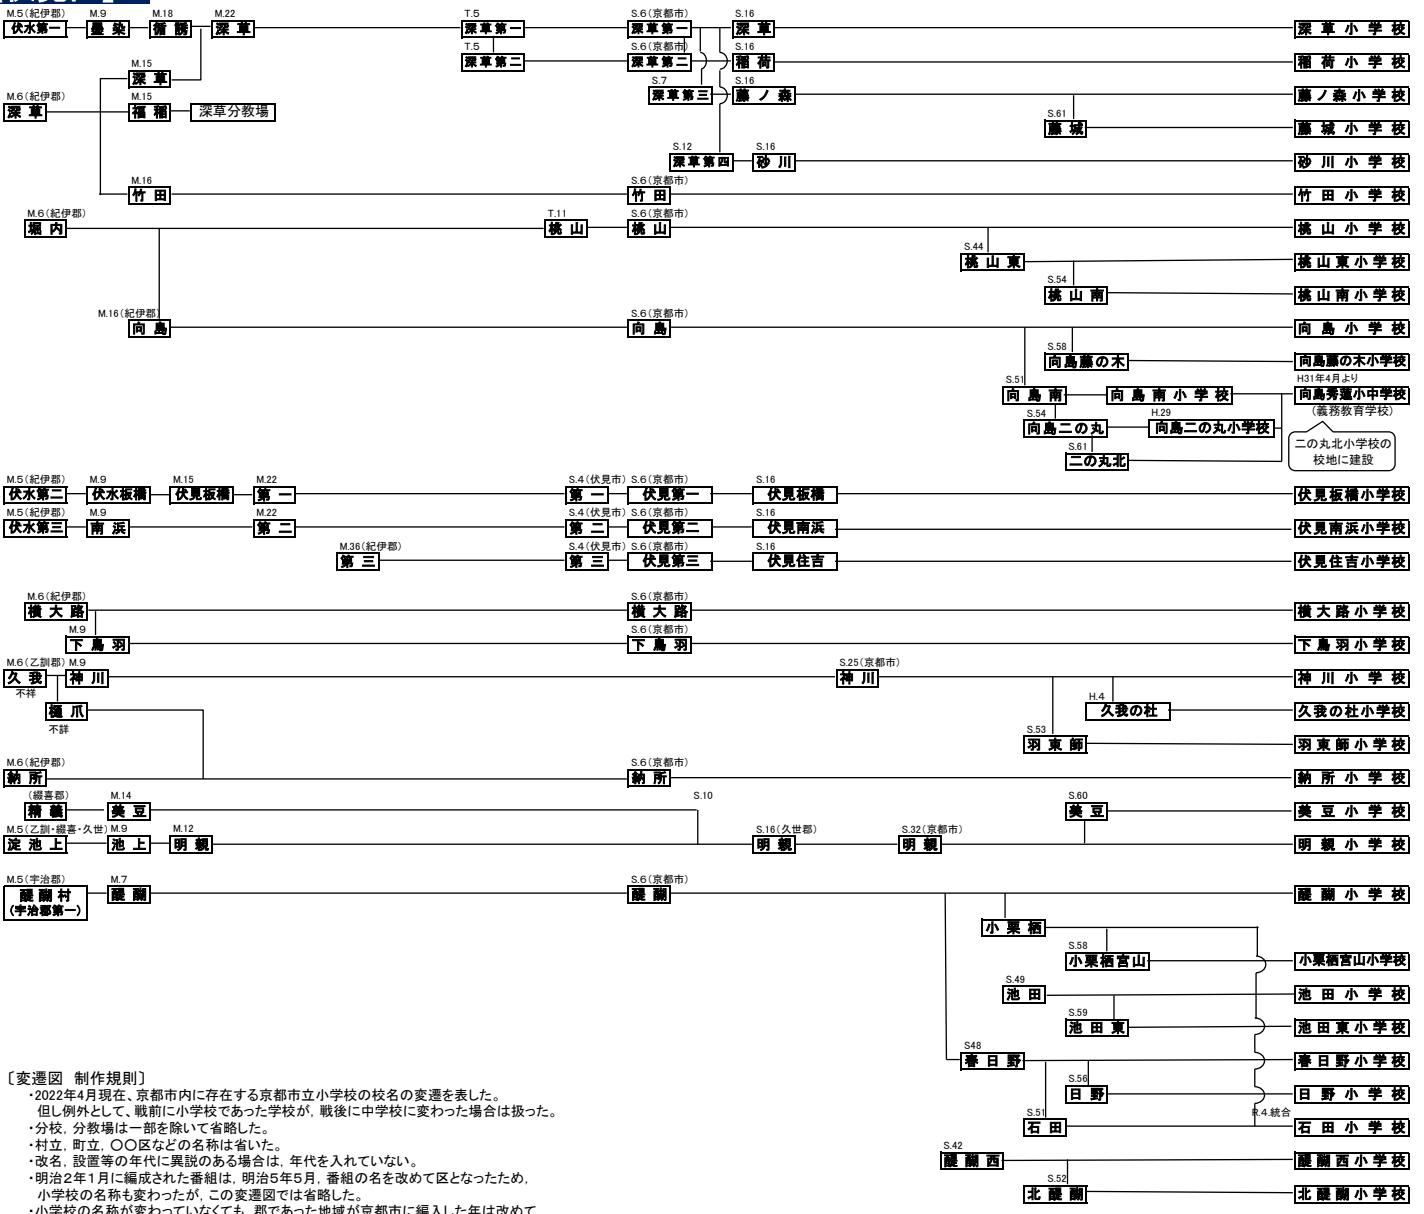 M.5(紀伊郡) M.9 M.18 M.22 T.5 S.6(京都市) S.16
伏水第一 墨染 循誘 深草 深草第一 深草第一 深草 深草小学校
T.5 S.6(京都市) S.16
深草第二 深草第二 稲荷 稲荷小学校
M.15 S.7 S.16
深草 深草第三 藤ノ森 藤ノ森小学校
M.6(紀伊郡) M.15 S.61
深草 福稲 深草分教場 藤城 藤城小学校
S.12 S.16
深草第四 砂川 砂川小学校
M.16 S.6(京都市)
竹田 竹田 竹田小学校
M.6(紀伊郡) T.11 S.6(京都市)
堀内 桃山 桃山 桃山小学校
S.44
桃山東 桃山東小学校
S.54
桃山南 桃山南小学校
M.16(紀伊郡) S.6(京都市)
向島 向島 向島小学校
S.58
向島藤の木 向島藤の木小学校
S.51 H31年4月より
向島南 向島南小学校 向島秀蓮小中学校
(義務教育学校)
S.54 H.29
向島二の丸 向島二の丸小学校
S.61
二の丸北
二の丸北小学校の
校地に建設
M.5(紀伊郡) M.9 M.15 M.22 S.4(伏見市) S.6(京都市) S.16
伏水第二 伏水板橋 伏見板橋 第一 第一 伏見第一 伏見板橋 伏見板橋小学校
M.5(紀伊郡) M.9 M.22 S.4(伏見市) S.6(京都市) S.16
伏水第三 南浜 第二 第二 伏見第二 伏見南浜 伏見南浜小学校
M.36(紀伊郡) S.4(伏見市) S.6(京都市) S.16
第三 第三 伏見第三 伏見住吉 伏見住吉小学校
M.6(紀伊郡) S.6(京都市)
横大路 横大路 横大路小学校
M.9 S.6(京都市)
下鳥羽 下鳥羽 下鳥羽小学校
M.6(乙訓郡) M.9 S.25(京都市)
久我 神川 神川 神川小学校
不祥
H.4
樋爪 久我の杜 久我の杜小学校
不詳
S.53
羽束師 羽束師小学校
M.6(紀伊郡) S.6(京都市)
納所 納所 納所小学校
(綴喜郡) M.14 S.10 S.60
精義 美豆 美豆 美豆小学校
M.5(乙訓・綴喜・久世) M.9 M.12 S.16(久世郡) S.32(京都市)
淀池上 池上 明親 明親 明親 明親小学校
M.5(宇治郡) M.7 S.6(京都市)
醍醐村 醍醐 醍醐 醍醐小学校
(宇治郡第一)
小栗栖
S.58
小栗栖宮山 小栗栖宮山小学校
S.49
池田 池田小学校
S.59
池田東 池田東小学校
S48
春日野 春日野小学校
S.56
日野 日野小学校
S.51 R.4.統合
石田 石田小学校
S.42
醍醐西 醍醐西小学校
S.52
北醍醐 北醍醐小学校
〔変遷図 制作規則〕
・2022年4月現在、京都市内に存在する京都市立小学校の校名の変遷を表した。
但し例外として、戦前に小学校であった学校が, 戦後に中学校に変わった場合は扱った。
・分校, 分教場は一部を除いて省略した。
・村立, 町立, 〇〇区などの名称は省いた。
・改名, 設置等の年代に異説のある場合は, 年代を入れていない。
・明治2年1月に編成された番組は, 明治5年5月, 番組の名を改めて区となったため,
小学校の名称も変わったが, この変遷図では省略した。
・小学校の名称が変わっていなくても, 郡であった地域が京都市に編入した年は改めて